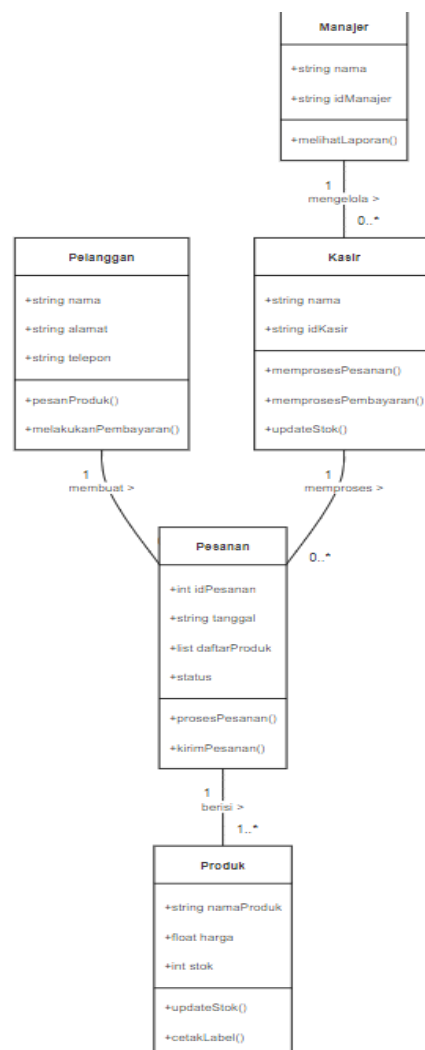 Manajer
+string nama
+string idManajer
+melihatLaporan()
1
mengelola >
0..*
Pelanggan
+string nama
+string alamat
+string telepon
+pesanProduk()
+melakukanPembayaran()
Kasir
+string nama
+string idKasir
+memprosesPesanan()
+memprosesPembayaran()
+updateStok()
1
membuat >
1
memproses >
0..*
Pesanan
+int idPesanan
+string tanggal
+list daftarProduk
+status
+prosesPesanan()
+kirimPesanan()
1
berisi >
1..*
Produk
+string namaProduk
+float harga
+int stok
+updateStok()
+cetakLabel()